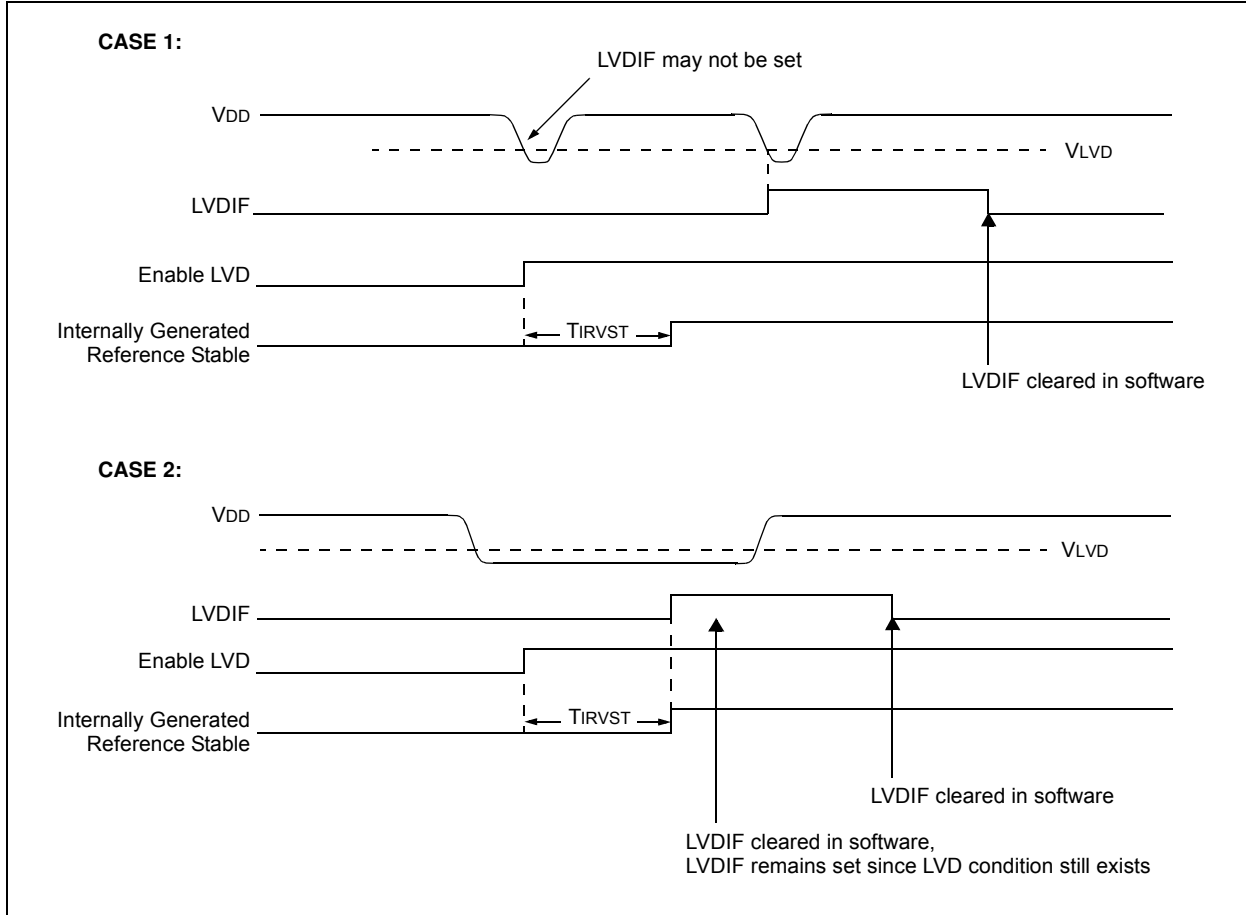 CASE 1:
LVDIF may not be set
VDD
VLVD
LVDIF
Enable LVD
TIRVST
Internally Generated
Reference Stable
LVDIF cleared in software
CASE 2:
VDD
VLVD
LVDIF
Enable LVD
TIRVST
Internally Generated
Reference Stable
LVDIF cleared in software
LVDIF cleared in software,
LVDIF remains set since LVD condition still exists